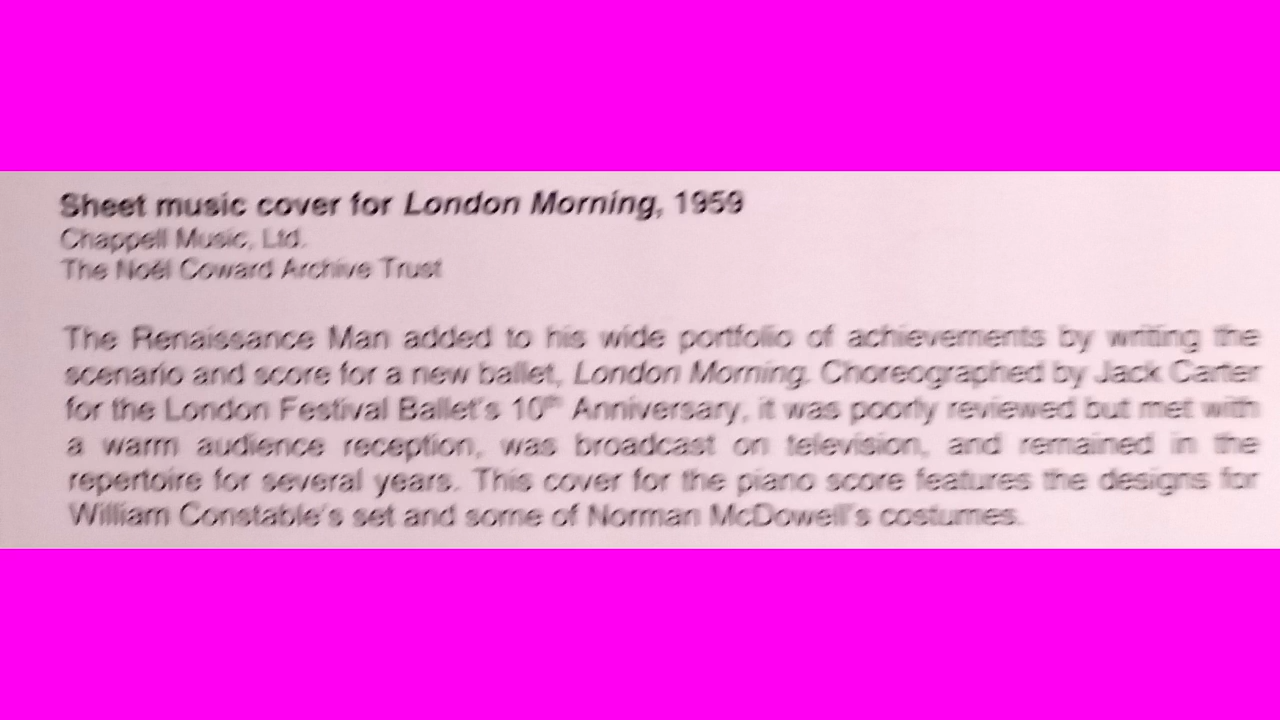 Sheet music cover for London Morning, 1959
Chappell Music, Ltd.
The Noël Coward Archive Trust
The Renaissance Man added to his wide portfolio of achievements by writing the
scenario and score for a new ballet, London Morning. Choreographed by Jack Carter
for the London Festival Ballet's 10th Anniversary, it was poorly reviewed but met with
a warm audience reception, was broadcast on television, and remained in the
repertoire for several years. This cover for the piano score features the designs for
William Constable's set and some of Norman McDowell's costumes.